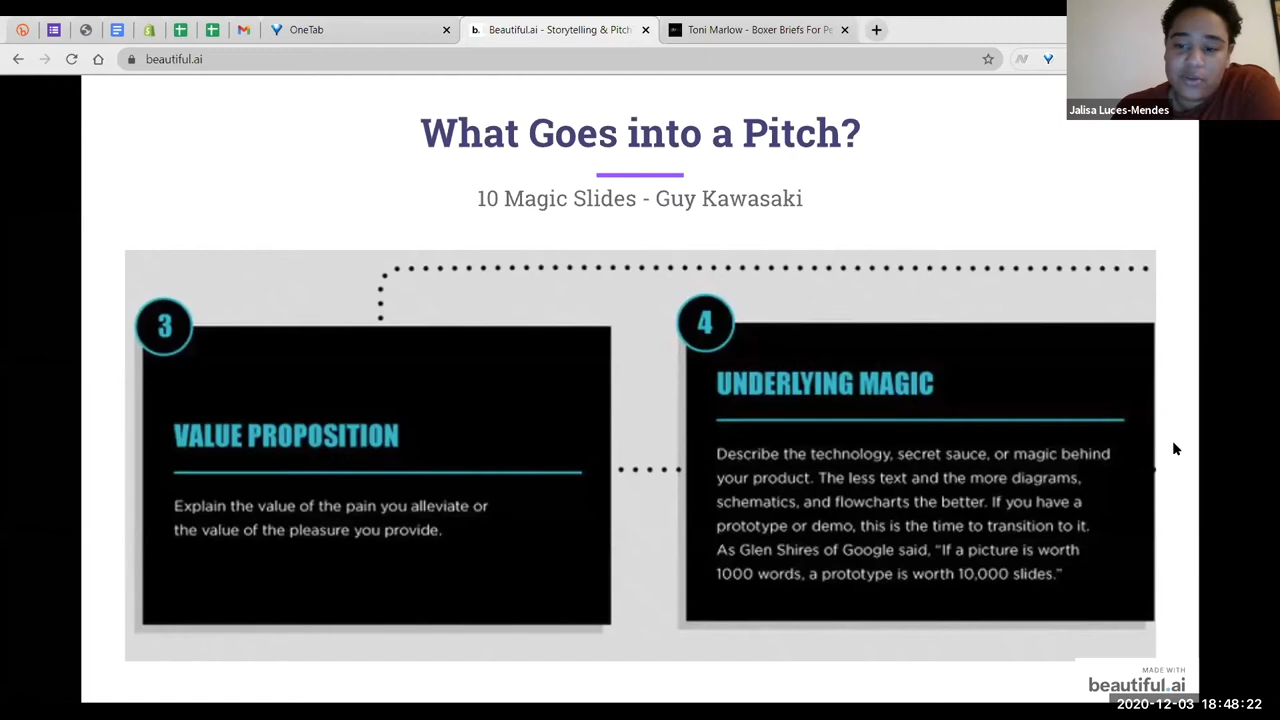 OneTab
Beautiful.ai - Storytelling & Pitch
Toni Marlow - Boxer Briefs For Pe
beautiful.ai
Jalisa Luces-Mendes
What Goes into a Pitch?
10 Magic Slides - Guy Kawasaki
3
VALUE PROPOSITION
Explain the value of the pain you alleviate or
the value of the pleasure you provide.
4
UNDERLYING MAGIC
Describe the technology, secret sauce, or magic behind
your product. The less text and the more diagrams,
schematics, and flowcharts the better. If you have a
prototype or demo, this is the time to transition to it.
As Glen Shires of Google said, “If a picture is worth
1000 words, a prototype is worth 10,000 slides.”
MADE WITH
beautiful.ai
2020-12-03 18:48:22